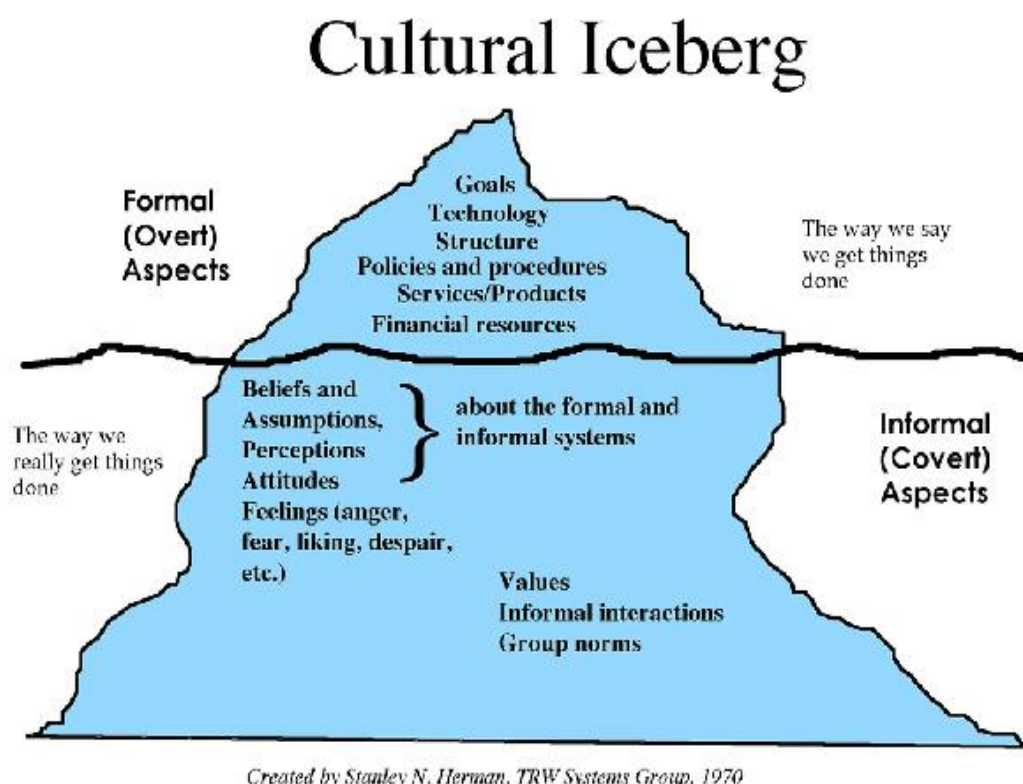 Cultural Iceberg
Formal
(Overt)
Aspects
Goals
Technology
Structure
Policies and procedures
Services/Products
Financial resources
The way we say
we get things
done
The way we
really get things
done
Beliefs and
Assumptions,
Perceptions
Attitudes
Feelings (anger,
fear, liking, despair,
etc.)
about the formal and
informal systems
Values
Informal interactions
Group norms
Informal
(Covert)
Aspects
Created by Stanley N. Herman, TRW Systems Group, 1970